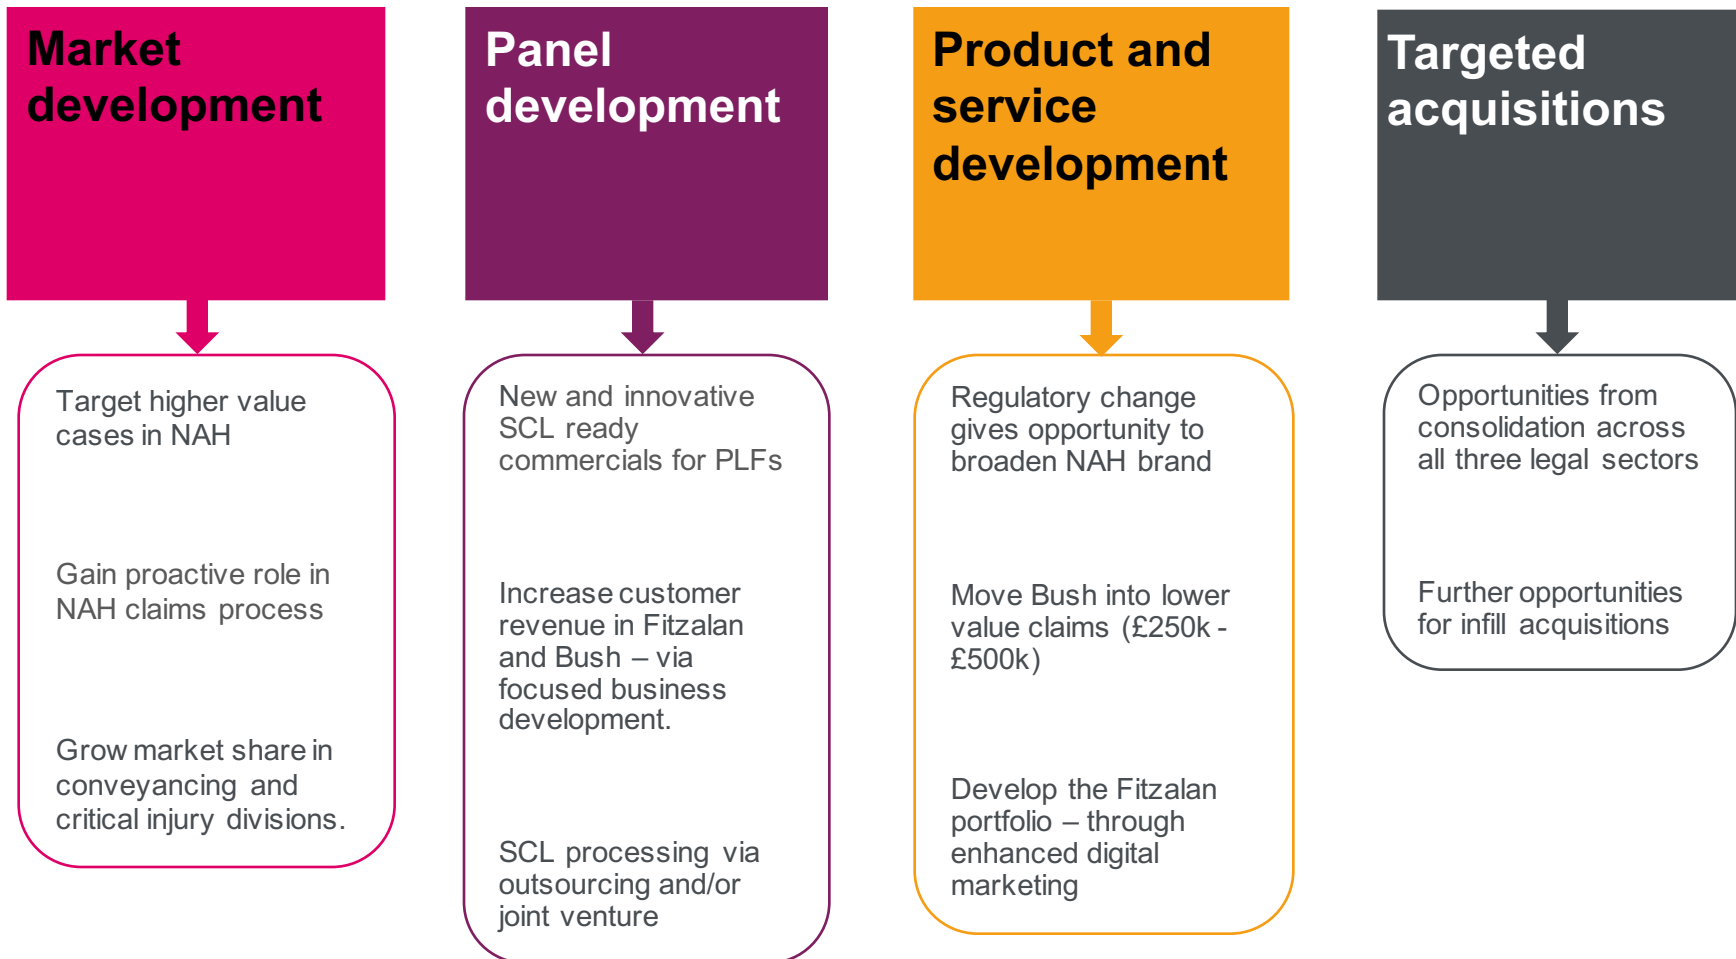 Market
development
Target higher value
cases in NAH
Gain proactive role in
NAH claims process
Grow market share in
conveyancing and
critical injury divisions.
Panel
development
New and innovative
SCL ready
commercials for PLFs
Increase customer
revenue in Fitzalan
and Bush – via
focused business
development.
SCL processing via
outsourcing and/or
joint venture
Product and
service
development
Regulatory change
gives opportunity to
broaden NAH brand
Move Bush into lower
value claims (£250k -
£500k)
Develop the Fitzalan
portfolio – through
enhanced digital
marketing
Targeted
acquisitions
Opportunities from
consolidation across
all three legal sectors
Further opportunities
for infill acquisitions